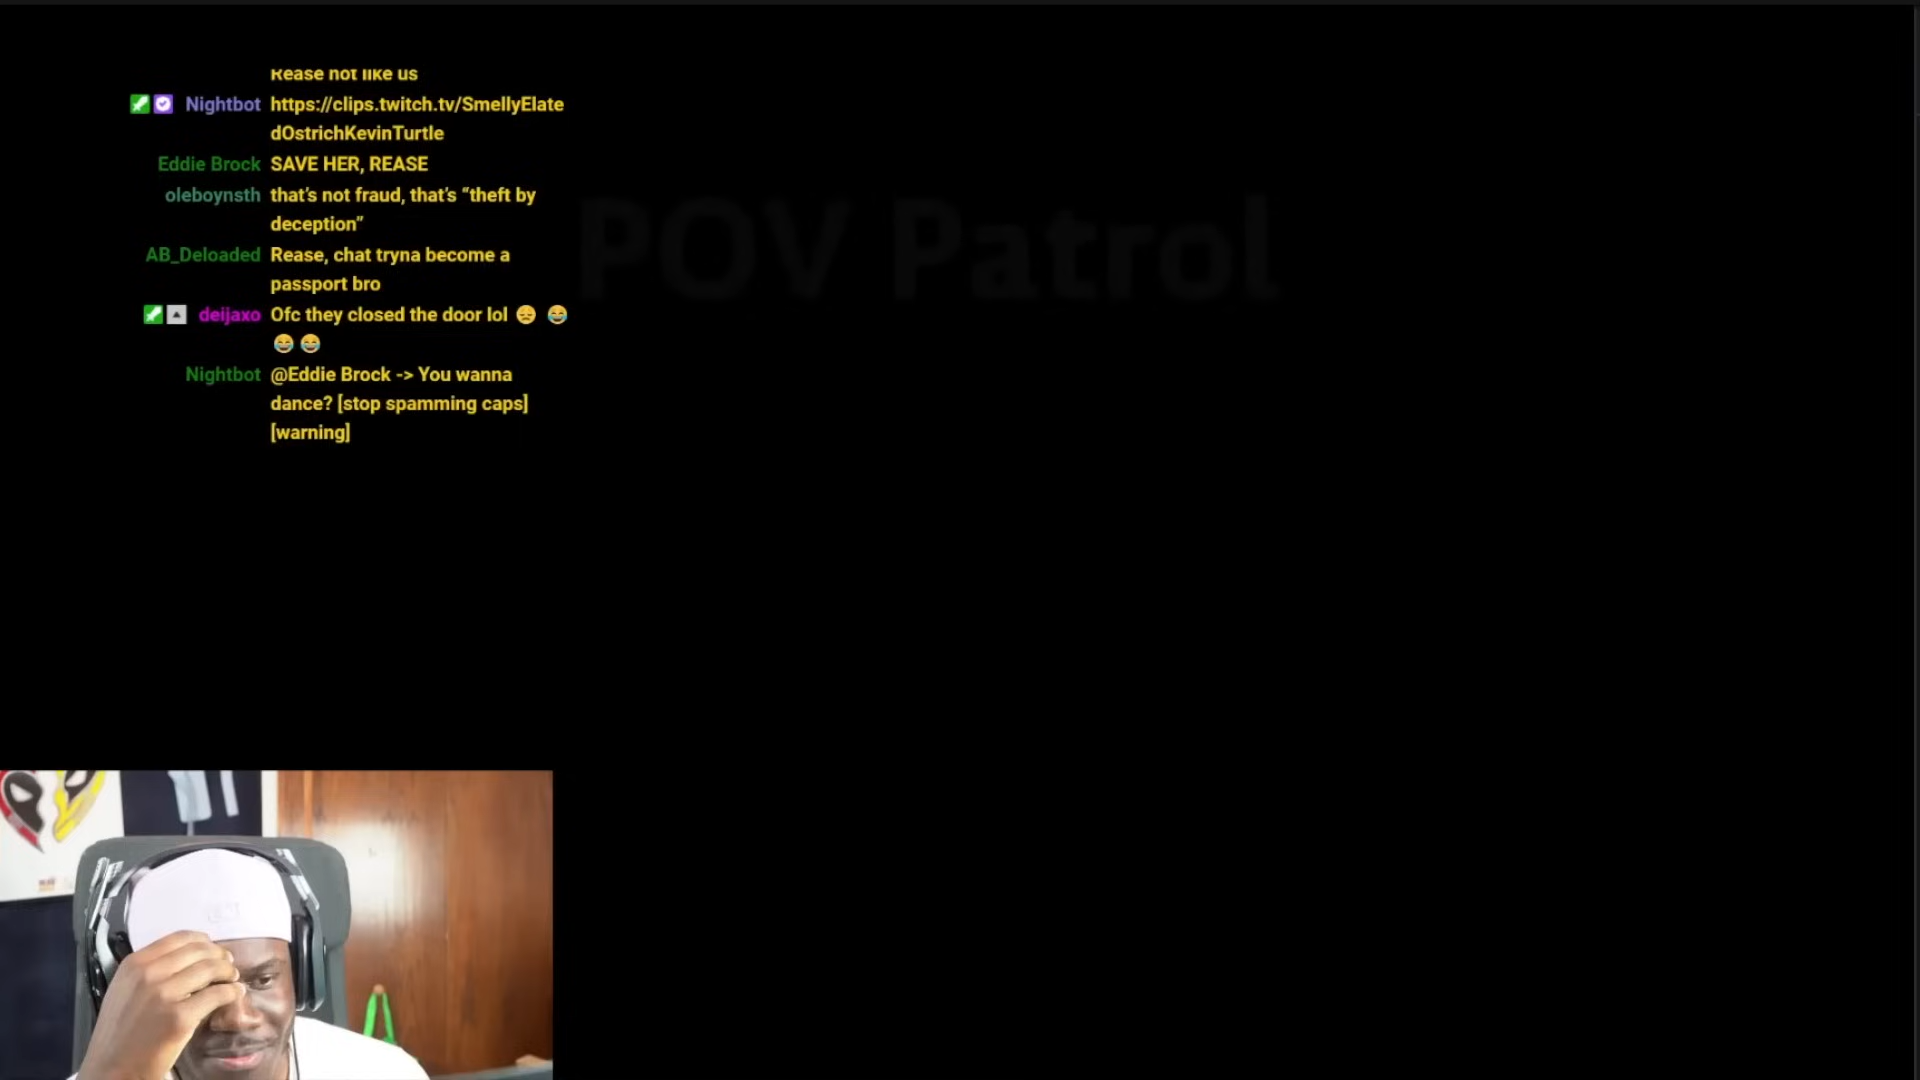 Rease not like us
Nightbot https://clips.twitch.tv/SmellyElate
dOstrichKevinTurtle
Eddie Brock SAVE HER, REASE
oleboynsth that’s not fraud, that’s “theft by
deception”
AB_Deloaded Rease, chat tryna become a
passport bro
deijaxo Ofc they closed the door lol 😞 😂
😂 😂
Nightbot @Eddie Brock -> You wanna
dance? [stop spamming caps]
[warning]
POV Patrol